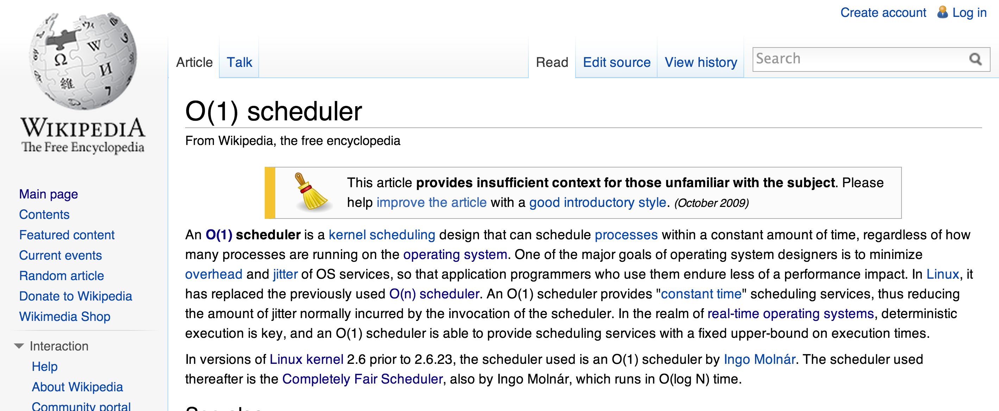 Create account Log in
Article Talk Read Edit source View history Search
WIKIPEDIA
The Free Encyclopedia
Main page
Contents
Featured content
Current events
Random article
Donate to Wikipedia
Wikimedia Shop
Interaction
Help
About Wikipedia
Community portal
O(1) scheduler
From Wikipedia, the free encyclopedia
This article provides insufficient context for those unfamiliar with the subject. Please
help improve the article with a good introductory style. (October 2009)
An O(1) scheduler is a kernel scheduling design that can schedule processes within a constant amount of time, regardless of how
many processes are running on the operating system. One of the major goals of operating system designers is to minimize
overhead and jitter of OS services, so that application programmers who use them endure less of a performance impact. In Linux, it
has replaced the previously used O(n) scheduler. An O(1) scheduler provides "constant time" scheduling services, thus reducing
the amount of jitter normally incurred by the invocation of the scheduler. In the realm of real-time operating systems, deterministic
execution is key, and an O(1) scheduler is able to provide scheduling services with a fixed upper-bound on execution times.
In versions of Linux kernel 2.6 prior to 2.6.23, the scheduler used is an O(1) scheduler by Ingo Molnár. The scheduler used
thereafter is the Completely Fair Scheduler, also by Ingo Molnár, which runs in O(log N) time.